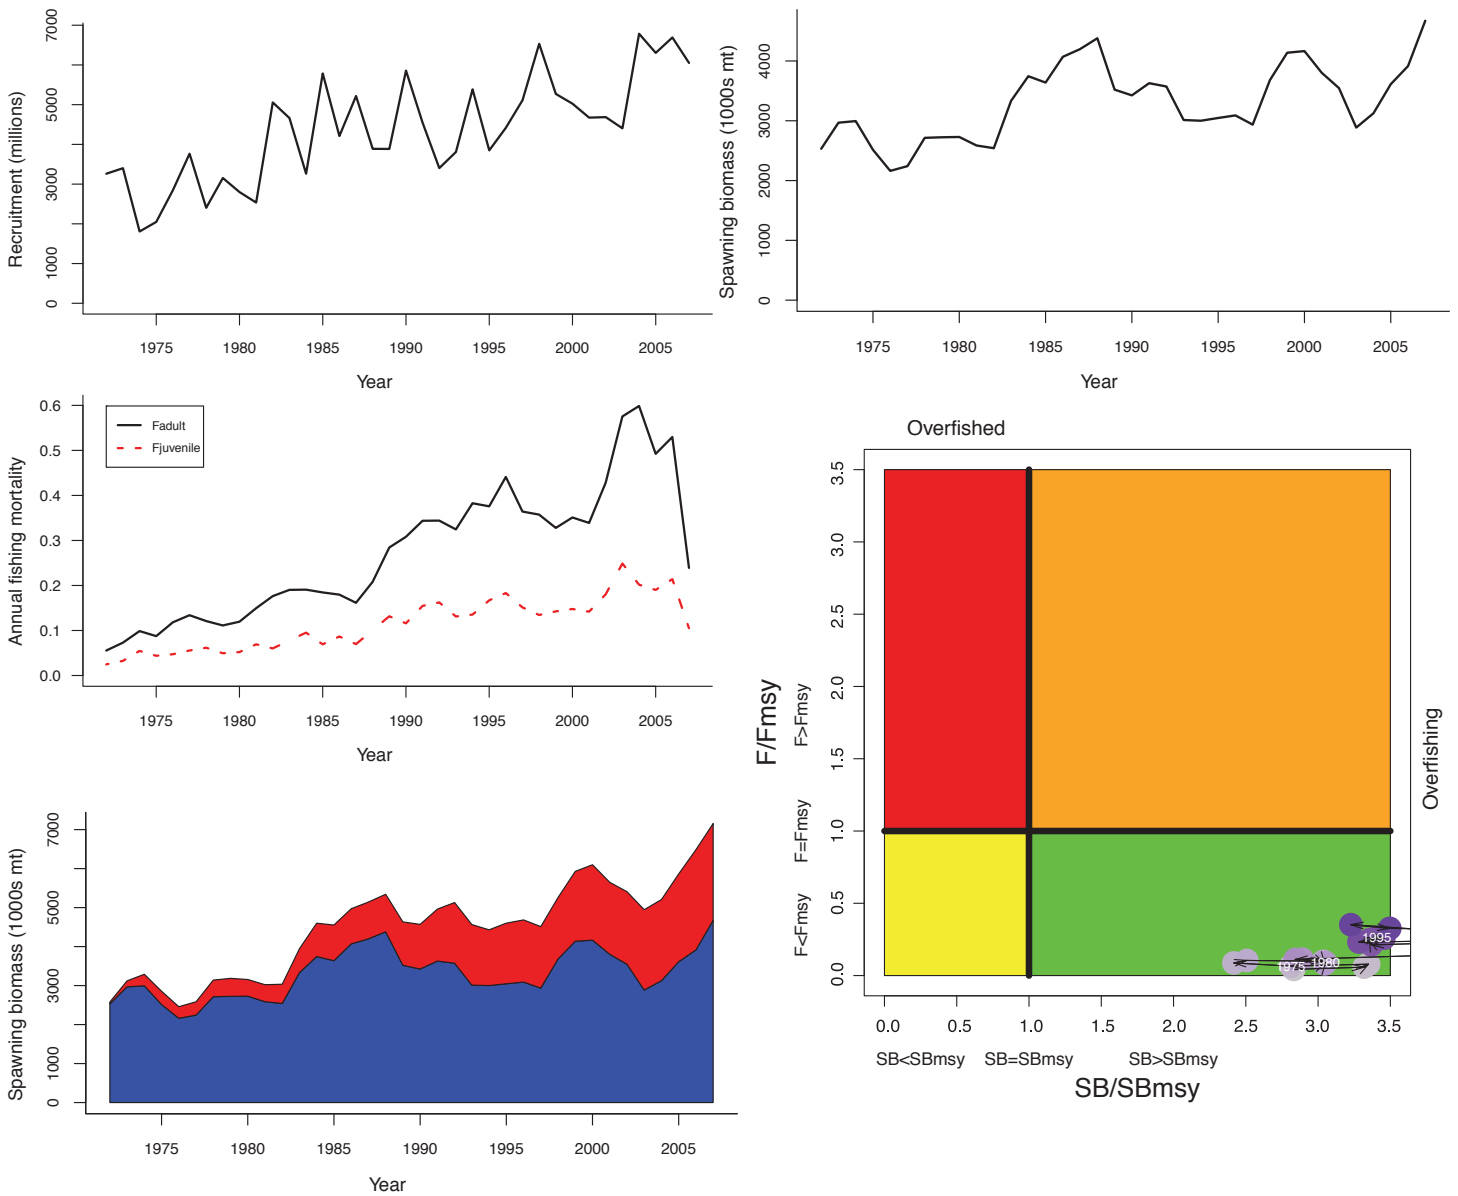 Recruitment (millions)
0 1000 3000 5000 7000
1975 1980 1985 1990 1995 2000 2005
Year
Spawning biomass (1000s mt)
0 1000 2000 3000 4000
1975 1980 1985 1990 1995 2000 2005
Year
Annual fishing mortality
0.6
0.5
0.4
0.3
0.2
0.1
0.0
Fadult
Fjuvenile
1975 1980 1985 1990 1995 2000 2005
Year
Spawning biomass (1000s mt)
0 1000 3000 5000 7000
1975 1980 1985 1990 1995 2000 2005
Year
Overfished
Overfishing
F/Fmsy
F<Fmsy F=Fmsy F>Fmsy
0.0 0.5 1.0 1.5 2.0 2.5 3.0 3.5
1995
1975
1980
0.0 0.5 1.0 1.5 2.0 2.5 3.0 3.5
SB<SBmsy SB=SBmsy SB>SBmsy
SB/SBmsy